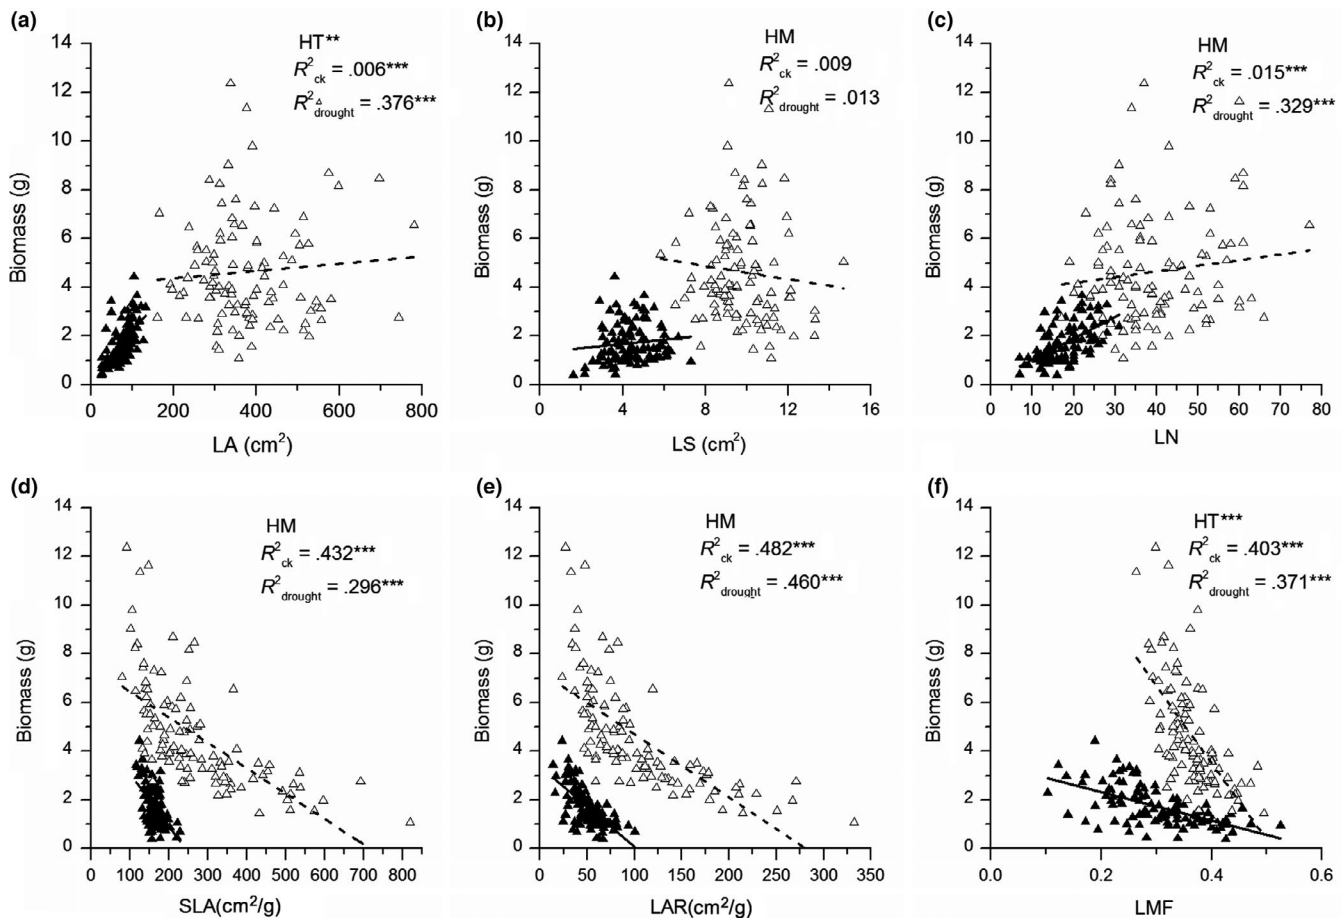 (a)
14
12
10
8
6
4
2
0
Biomass (g)
HT**
R²ck = .006***
R²drought = .376***
0 200 400 600 800
LA (cm²)
(b)
14
12
10
8
6
4
2
0
Biomass (g)
HM
R²ck = .009
R²drought = .013
0 4 8 12 16
LS (cm²)
(c)
14
12
10
8
6
4
2
0
Biomass (g)
HM
R²ck = .015***
R²drought = .329***
0 10 20 30 40 50 60 70 80
LN
(d)
14
12
10
8
6
4
2
0
Biomass (g)
HM
R²ck = .432***
R²drought = .296***
0 100 200 300 400 500 600 700 800
SLA(cm²/g)
(e)
14
12
10
8
6
4
2
0
Biomass (g)
HM
R²ck = .482***
R²drought = .460***
0 50 100 150 200 250 300 350
LAR(cm²/g)
(f)
14
12
10
8
6
4
2
0
Biomass (g)
HT***
R²ck = .403***
R²drought = .371***
0.0 0.2 0.4 0.6
LMF